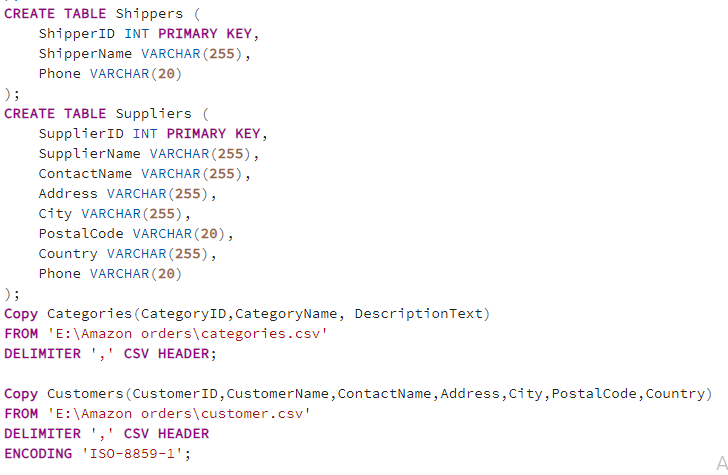 CREATE TABLE Shippers (
    ShipperID INT PRIMARY KEY,
    ShipperName VARCHAR(255),
    Phone VARCHAR(20)
);
CREATE TABLE Suppliers (
    SupplierID INT PRIMARY KEY,
    SupplierName VARCHAR(255),
    ContactName VARCHAR(255),
    Address VARCHAR(255),
    City VARCHAR(255),
    PostalCode VARCHAR(20),
    Country VARCHAR(255),
    Phone VARCHAR(20)
);
Copy Categories(CategoryID,CategoryName, DescriptionText)
FROM 'E:\Amazon orders\categories.csv'
DELIMITER ',' CSV HEADER;

Copy Customers(CustomerID,CustomerName,ContactName,Address,City,PostalCode,Country)
FROM 'E:\Amazon orders\customer.csv'
DELIMITER ',' CSV HEADER
ENCODING 'ISO-8859-1';